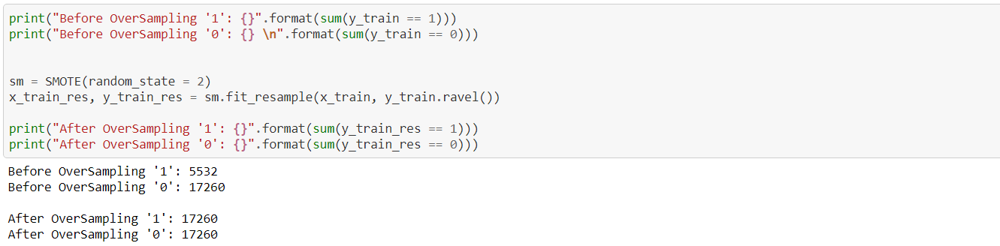 print("Before OverSampling '1': {}".format(sum(y_train == 1)))
print("Before OverSampling '0': {} \n".format(sum(y_train == 0)))
sm = SMOTE(random_state = 2)
x_train_res, y_train_res = sm.fit_resample(x_train, y_train.ravel())
print("After OverSampling '1': {}".format(sum(y_train_res == 1)))
print("After OverSampling '0': {}".format(sum(y_train_res == 0)))
Before OverSampling '1': 5532
Before OverSampling '0': 17260
After OverSampling '1': 17260
After OverSampling '0': 17260